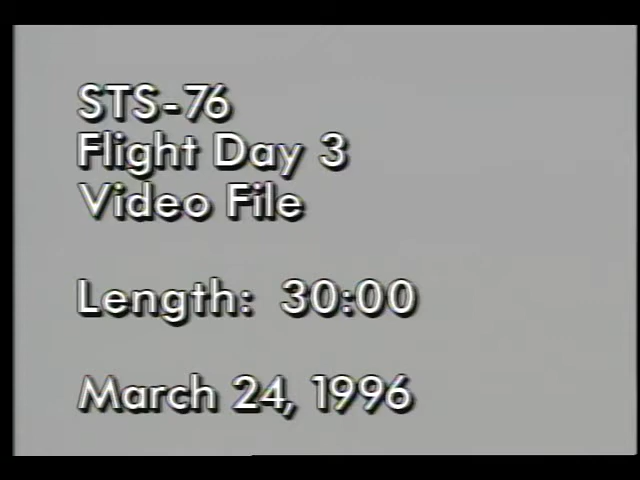 STS-76
Flight Day 3
Video File
Length: 30:00
March 24, 1996